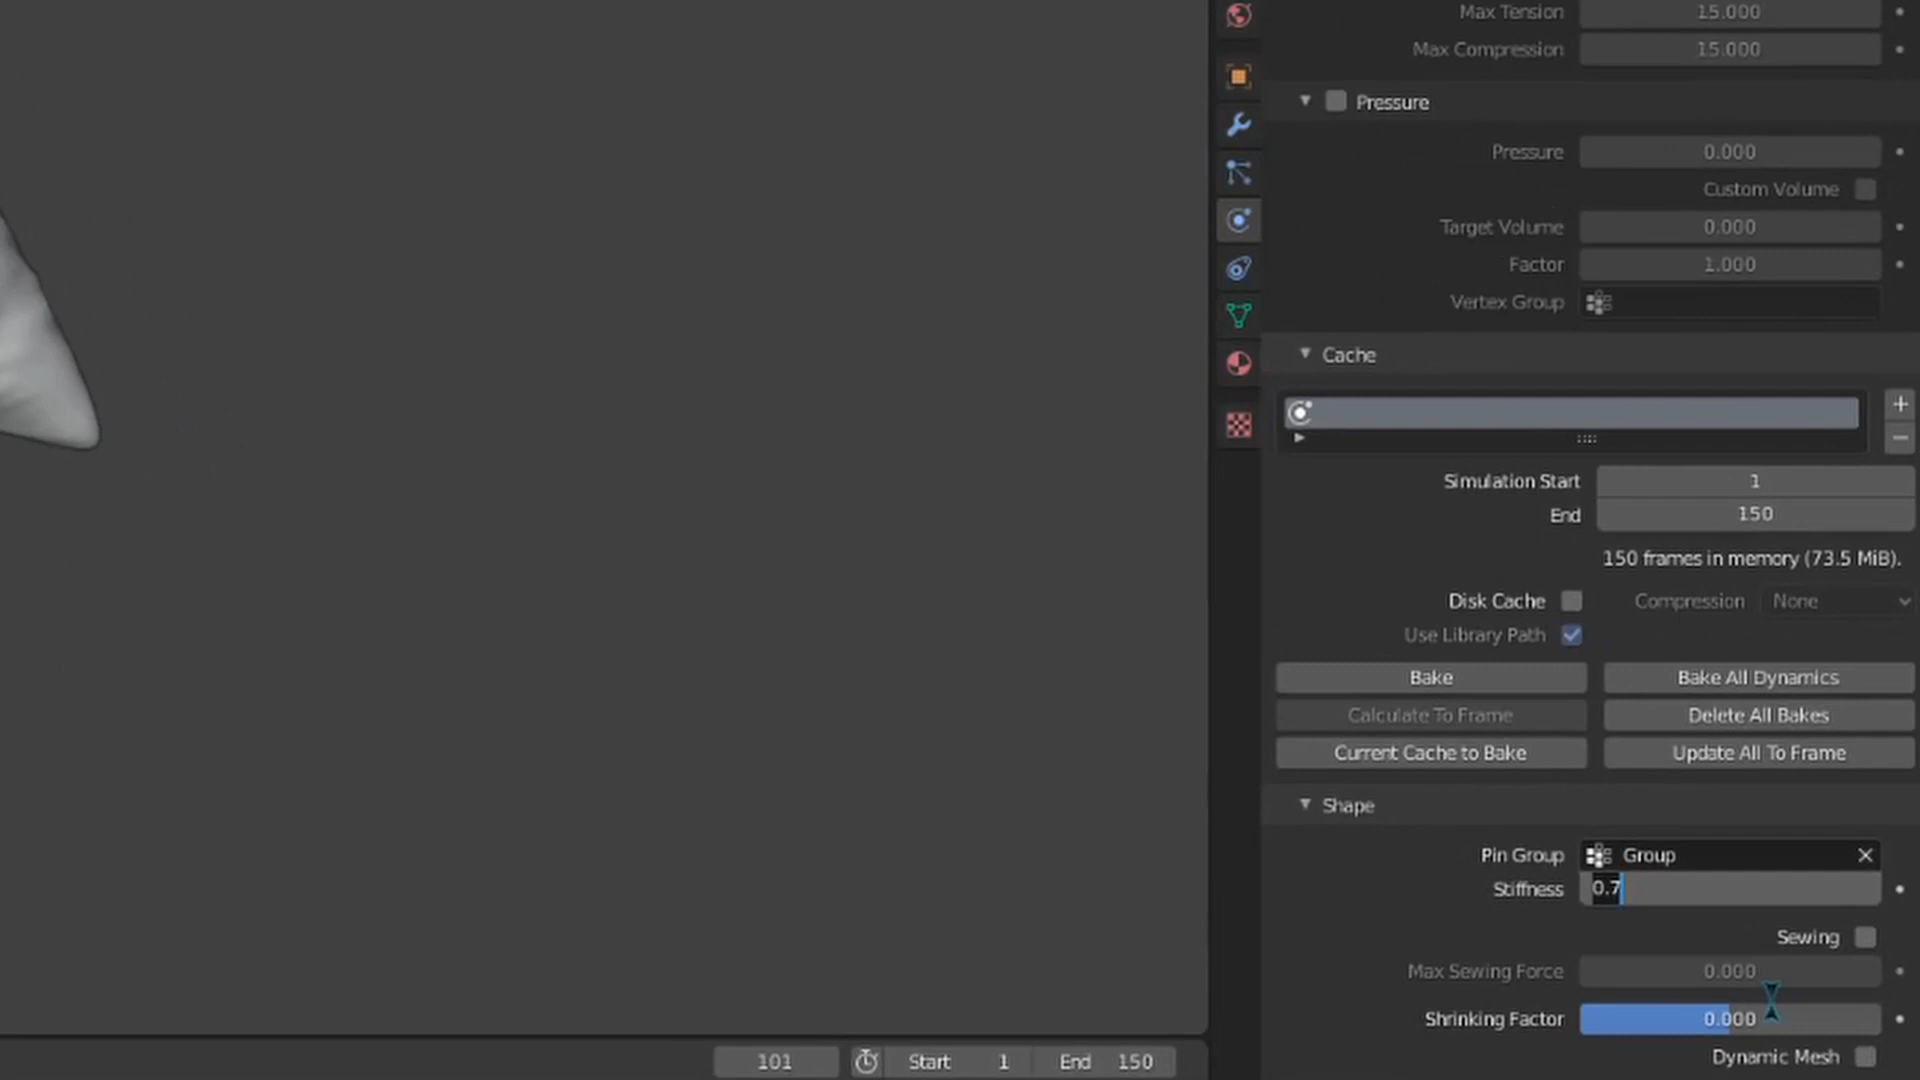 Max Tension 15.000
Max Compression 15.000
Pressure
Pressure 0.000
Custom Volume
Target Volume 0.000
Factor 1.000
Vertex Group
Cache
Simulation Start 1
End 150
150 frames in memory (73.5 MiB).
Disk Cache Compression None
Use Library Path
Bake Bake All Dynamics
Calculate To Frame Delete All Bakes
Current Cache to Bake Update All To Frame
Shape
Pin Group Group
Stiffness 0.7
Sewing
Max Sewing Force 0.000
Shrinking Factor 0.000
Dynamic Mesh
101 Start 1 End 150